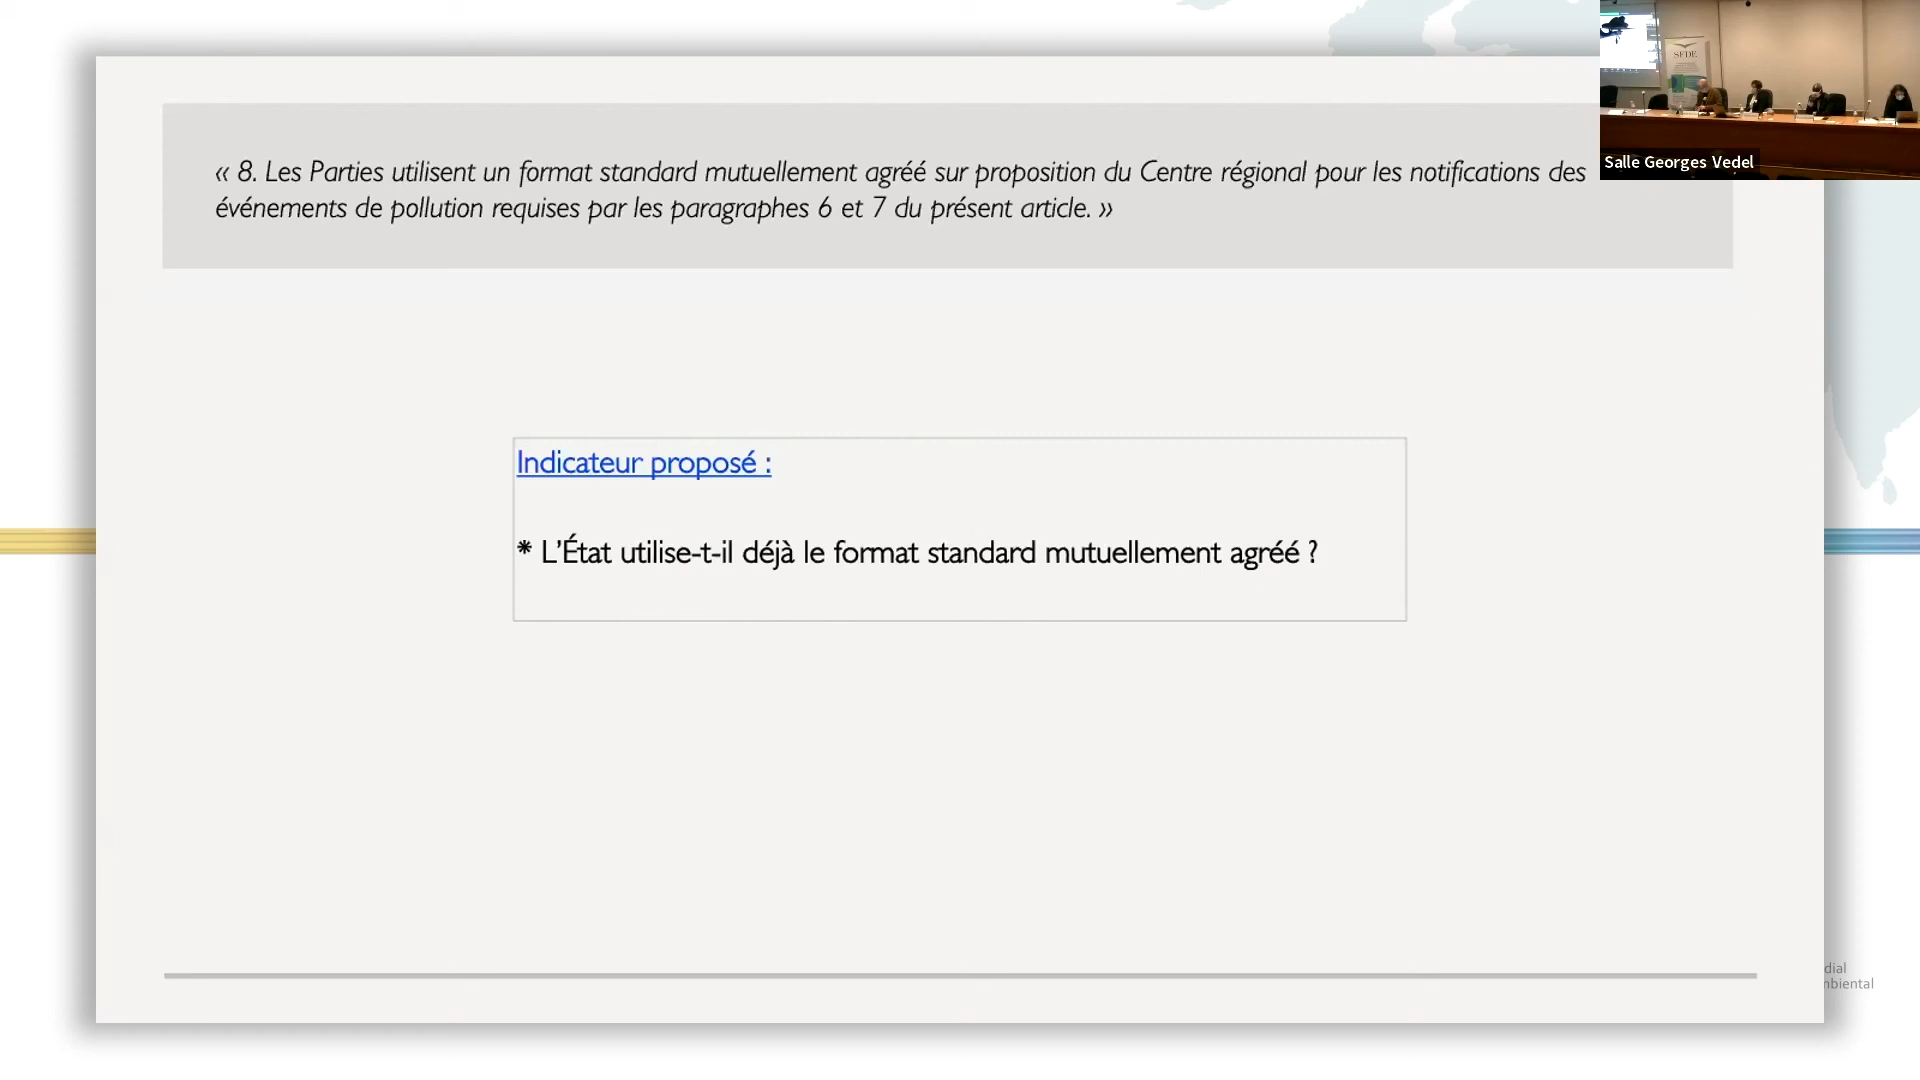 « 8. Les Parties utilisent un format standard mutuellement agréé sur proposition du Centre régional pour les notifications des
événements de pollution requises par les paragraphes 6 et 7 du présent article. »
SFDE
Salle Georges Vedel
Indicateur proposé :
* L’État utilise-t-il déjà le format standard mutuellement agréé ?
dial
mbiental